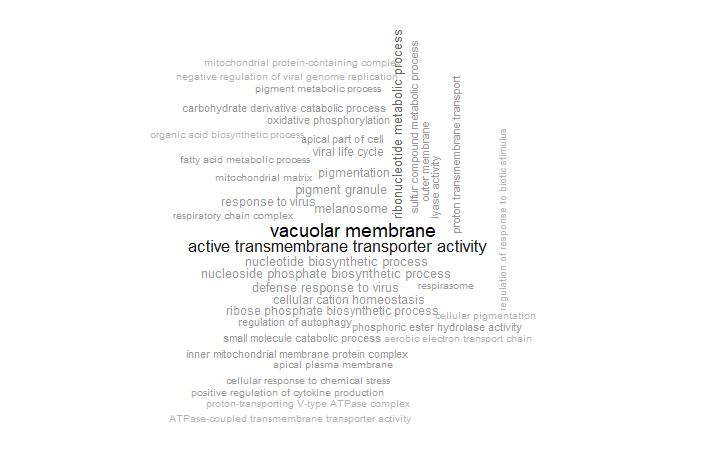 mitochondrial protein-containing complex
negative regulation of viral genome replication
pigment metabolic process
carbohydrate derivative catabolic process
oxidative phosphorylation
organic acid biosynthetic process
apical part of cell
viral life cycle
fatty acid metabolic process
pigmentation
mitochondrial matrix
pigment granule
response to virus
melanosome
respiratory chain complex
ribonucleotide metabolic process
sulfur compound metabolic process
outer membrane
lyase activity
proton transmembrane transport
regulation of response to biotic stimulus
vacuolar membrane
active transmembrane transporter activity
nucleotide biosynthetic process
nucleoside phosphate biosynthetic process
defense response to virus
respirasome
cellular cation homeostasis
ribose phosphate biosynthetic process
cellular pigmentation
regulation of autophagy
phosphoric ester hydrolase activity
small molecule catabolic process
aerobic electron transport chain
inner mitochondrial membrane protein complex
apical plasma membrane
cellular response to chemical stress
positive regulation of cytokine production
proton-transporting V-type ATPase complex
ATPase-coupled transmembrane transporter activity